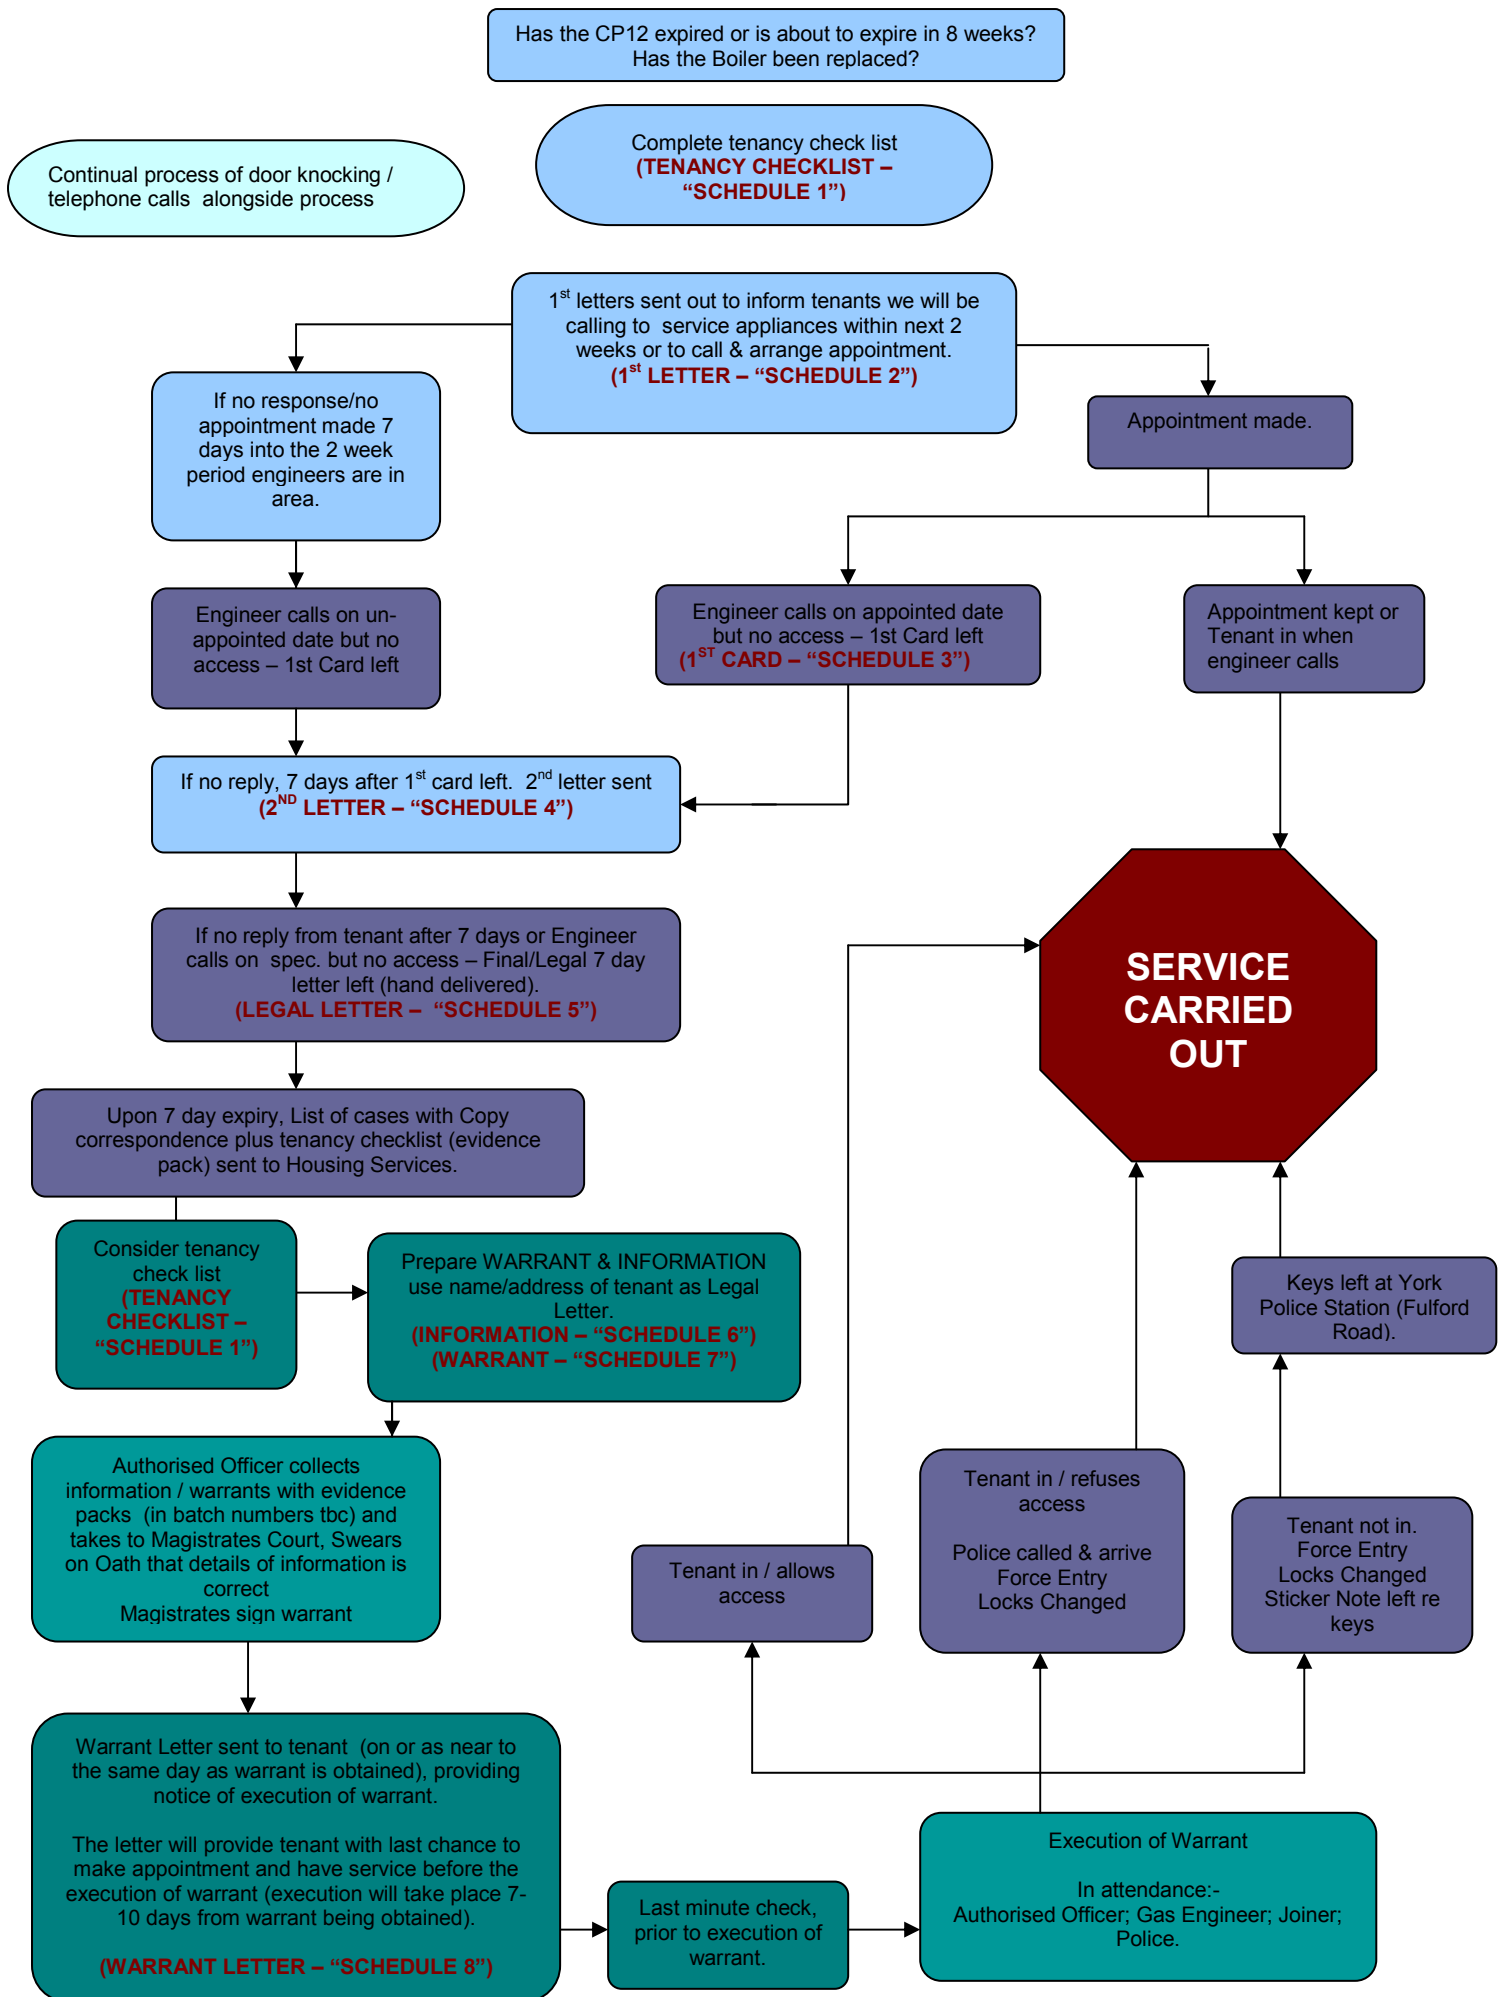 Has the CP12 expired or is about to expire in 8 weeks?
Has the Boiler been replaced?
Complete tenancy check list
(TENANCY CHECKLIST –
“SCHEDULE 1”)
Continual process of door knocking /
telephone calls alongside process
1st letters sent out to inform tenants we will be
calling to service appliances within next 2
weeks or to call & arrange appointment.
(1st LETTER – “SCHEDULE 2”)
If no response/no
appointment made 7
days into the 2 week
period engineers are in
area.
Appointment made.
Engineer calls on un-
appointed date but no
access – 1st Card left
Engineer calls on appointed date
but no access – 1st Card left
(1ST CARD – “SCHEDULE 3”)
Appointment kept or
Tenant in when
engineer calls
If no reply, 7 days after 1st card left. 2nd letter sent
(2ND LETTER – “SCHEDULE 4”)
If no reply from tenant after 7 days or Engineer
calls on spec. but no access – Final/Legal 7 day
letter left (hand delivered).
(LEGAL LETTER – “SCHEDULE 5”)
SERVICE
CARRIED
OUT
Upon 7 day expiry, List of cases with Copy
correspondence plus tenancy checklist (evidence
pack) sent to Housing Services.
Consider tenancy
check list
(TENANCY
CHECKLIST –
“SCHEDULE 1”)
Prepare WARRANT & INFORMATION
use name/address of tenant as Legal
Letter.
(INFORMATION – “SCHEDULE 6”)
(WARRANT – “SCHEDULE 7”)
Keys left at York
Police Station (Fulford
Road).
Authorised Officer collects
information / warrants with evidence
packs (in batch numbers tbc) and
takes to Magistrates Court, Swears
on Oath that details of information is
correct
Magistrates sign warrant
Tenant in / allows
access
Tenant in / refuses
access
Police called & arrive
Force Entry
Locks Changed
Tenant not in.
Force Entry
Locks Changed
Sticker Note left re
keys
Warrant Letter sent to tenant (on or as near to
the same day as warrant is obtained), providing
notice of execution of warrant.
The letter will provide tenant with last chance to
make appointment and have service before the
execution of warrant (execution will take place 7-
10 days from warrant being obtained).
(WARRANT LETTER – “SCHEDULE 8”)
Last minute check,
prior to execution of
warrant.
Execution of Warrant
In attendance:-
Authorised Officer; Gas Engineer; Joiner;
Police.